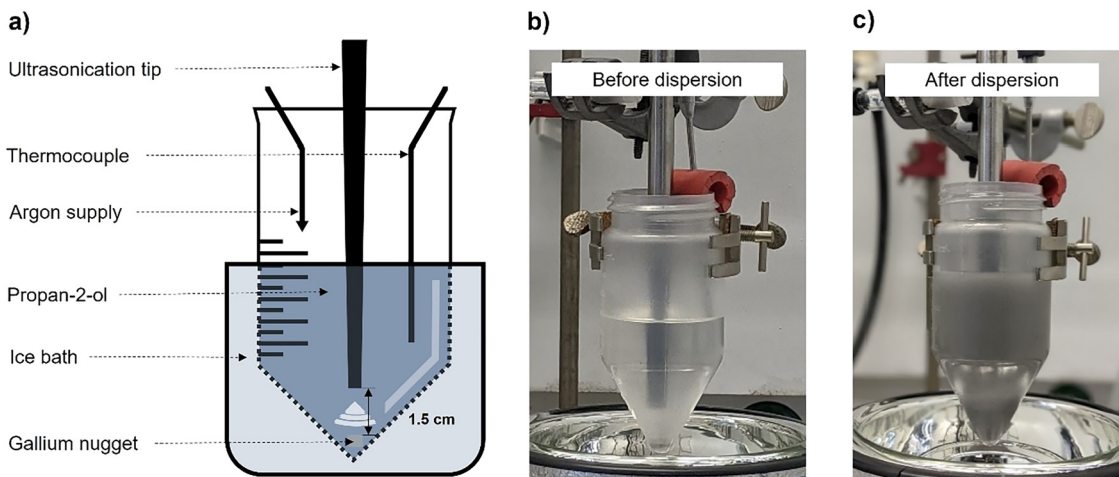 a)
Ultrasonication tip
Thermocouple
Argon supply
Propan-2-ol
Ice bath
Gallium nugget
1.5 cm
b)
Before dispersion
c)
After dispersion